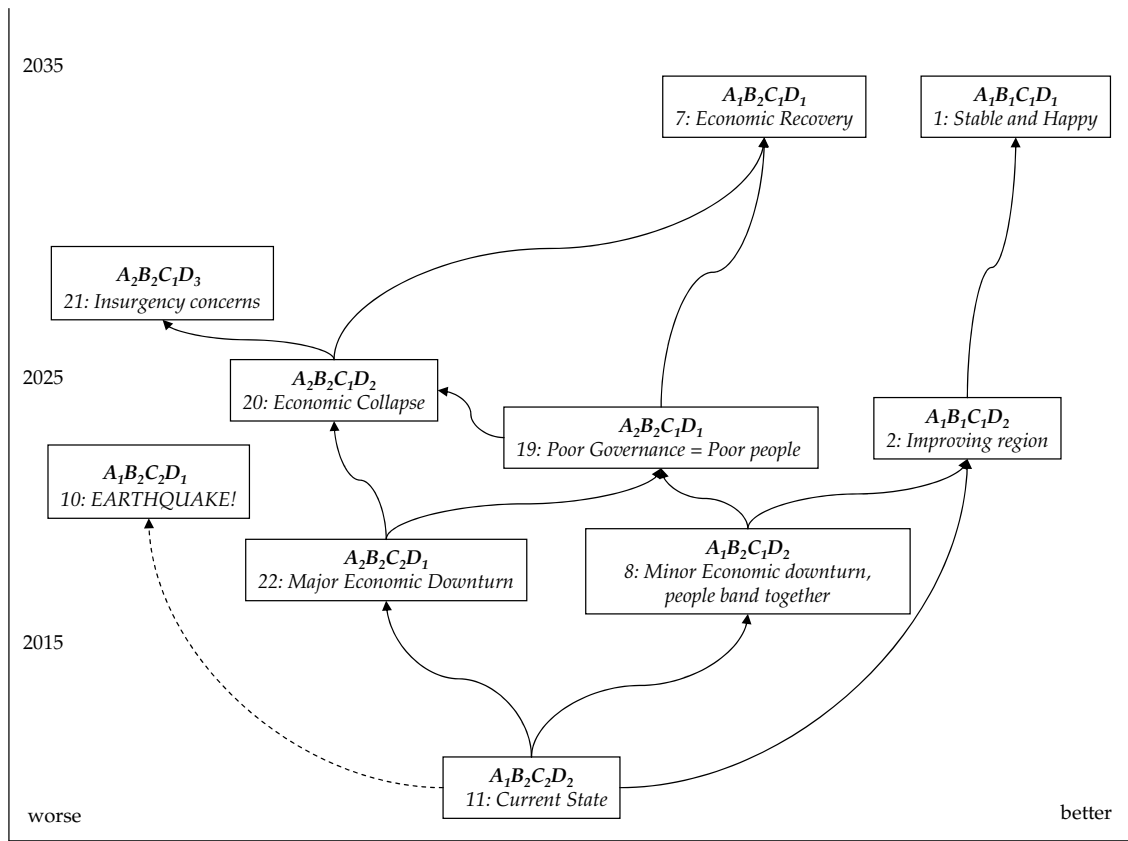 2035
A₁B₂C₁D₁
7: Economic Recovery
A₁B₁C₁D₁
1: Stable and Happy
A₂B₂C₁D₃
21: Insurgency concerns
2025
A₂B₂C₁D₂
20: Economic Collapse
A₂B₂C₁D₁
19: Poor Governance = Poor people
A₁B₁C₁D₂
2: Improving region
A₁B₂C₂D₁
10: EARTHQUAKE!
A₂B₂C₂D₁
22: Major Economic Downturn
A₁B₂C₁D₂
8: Minor Economic downturn,
people band together
2015
A₁B₂C₂D₂
11: Current State
worse
better